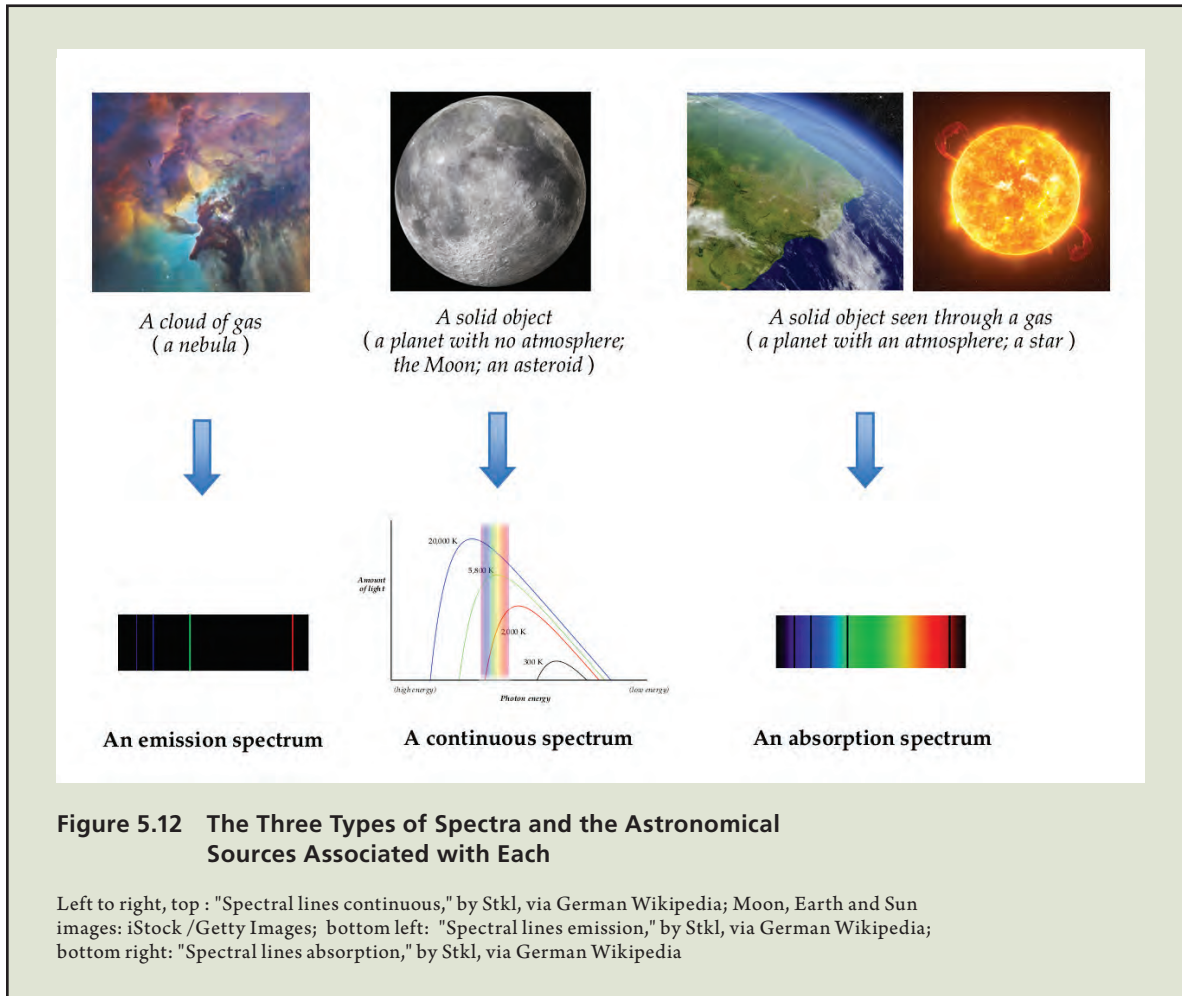 A cloud of gas
( a nebula )
A solid object
( a planet with no atmosphere;
the Moon; an asteroid )
A solid object seen through a gas
( a planet with an atmosphere; a star )
20,000 K
5,800 K
2,000 K
300 K
Amount
of light
(high energy)
Photon energy
(low energy)
An emission spectrum
A continuous spectrum
An absorption spectrum
Figure 5.12 The Three Types of Spectra and the Astronomical
Sources Associated with Each
Left to right, top : "Spectral lines continuous," by Stkl, via German Wikipedia; Moon, Earth and Sun
images: iStock /Getty Images; bottom left: "Spectral lines emission," by Stkl, via German Wikipedia;
bottom right: "Spectral lines absorption," by Stkl, via German Wikipedia